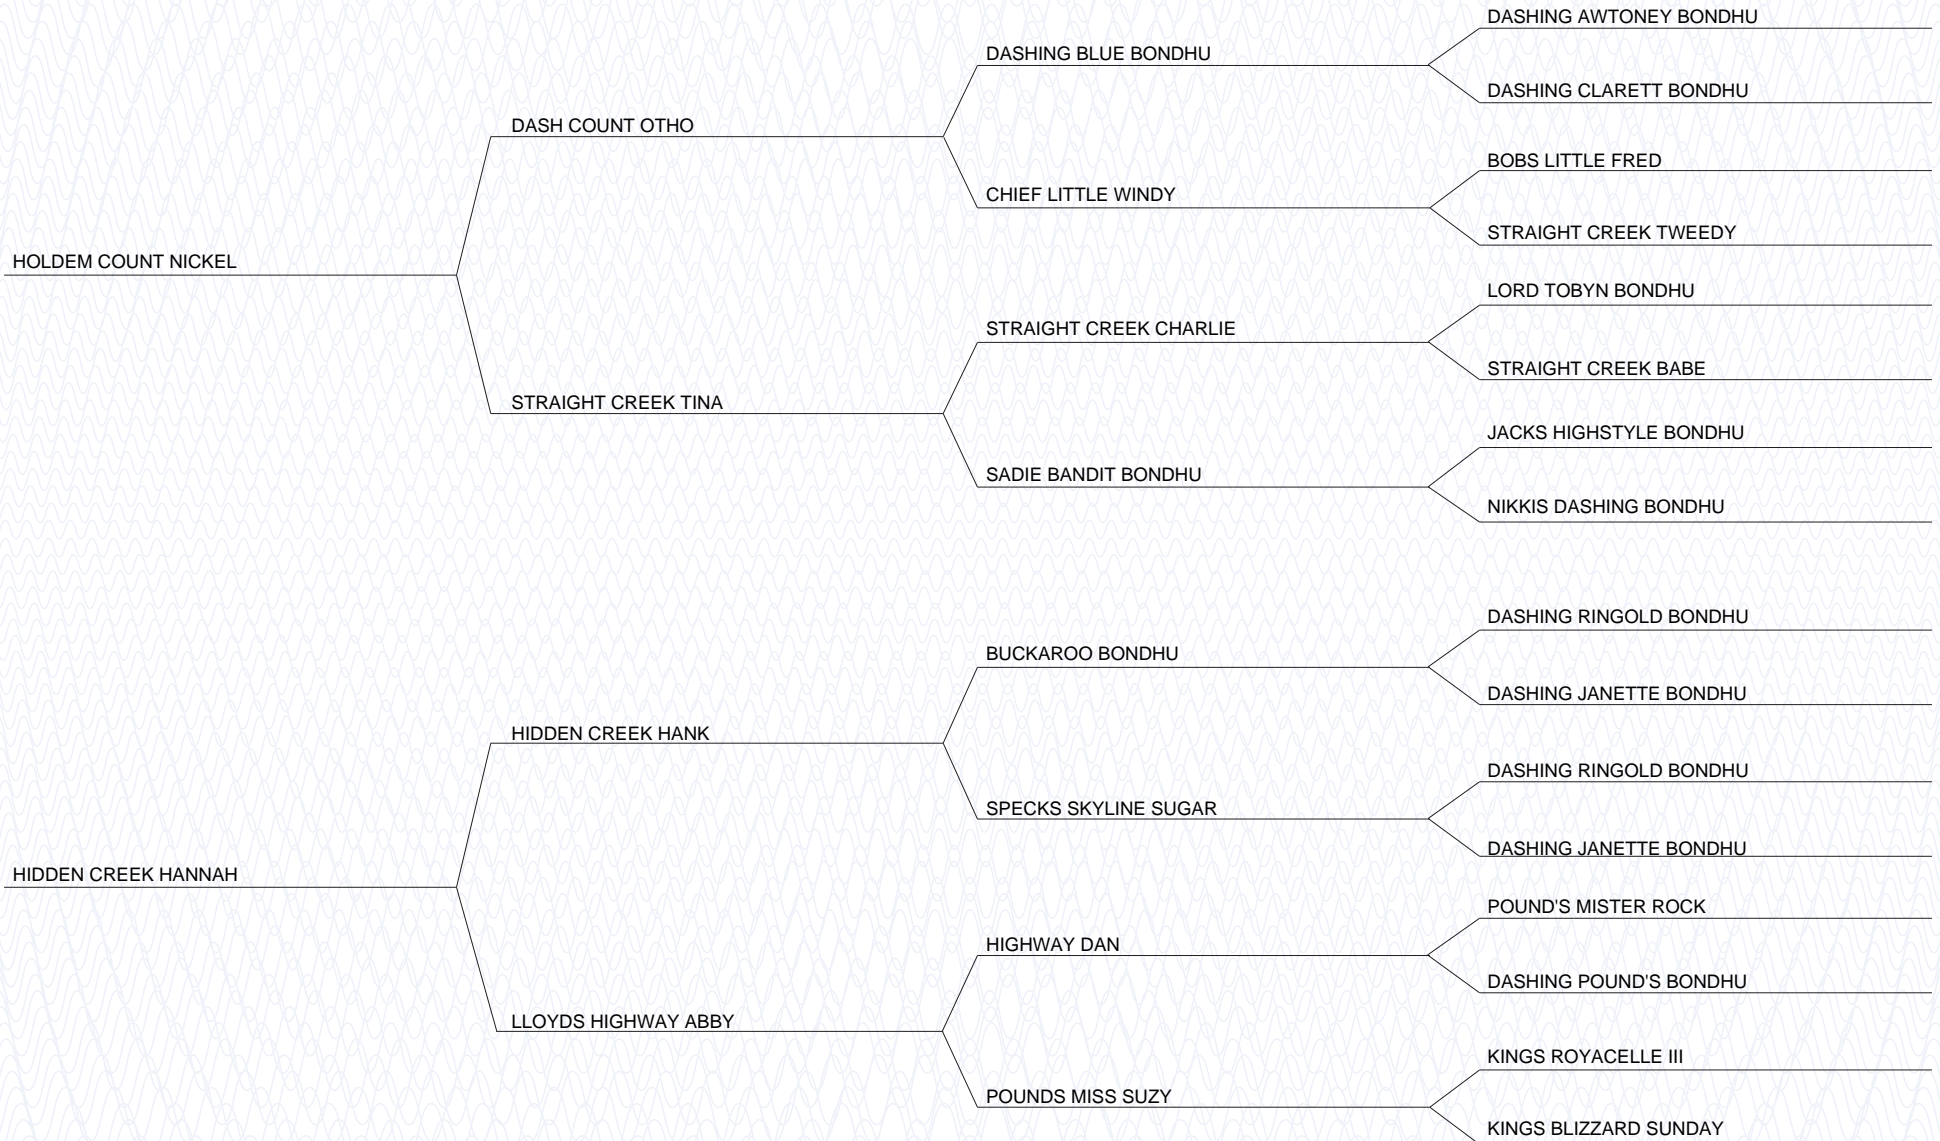 DASHING AWTONEY BONDHU
DASHING BLUE BONDHU
DASHING CLARETT BONDHU
DASH COUNT OTHO
BOBS LITTLE FRED
CHIEF LITTLE WINDY
STRAIGHT CREEK TWEEDY
HOLDEM COUNT NICKEL
LORD TOBYN BONDHU
STRAIGHT CREEK CHARLIE
STRAIGHT CREEK BABE
STRAIGHT CREEK TINA
JACKS HIGHSTYLE BONDHU
SADIE BANDIT BONDHU
NIKKIS DASHING BONDHU
DASHING RINGOLD BONDHU
BUCKAROO BONDHU
DASHING JANETTE BONDHU
HIDDEN CREEK HANK
DASHING RINGOLD BONDHU
SPECKS SKYLINE SUGAR
DASHING JANETTE BONDHU
HIDDEN CREEK HANNAH
POUND'S MISTER ROCK
HIGHWAY DAN
DASHING POUND'S BONDHU
LLOYDS HIGHWAY ABBY
KINGS ROYACELLE III
POUNDS MISS SUZY
KINGS BLIZZARD SUNDAY